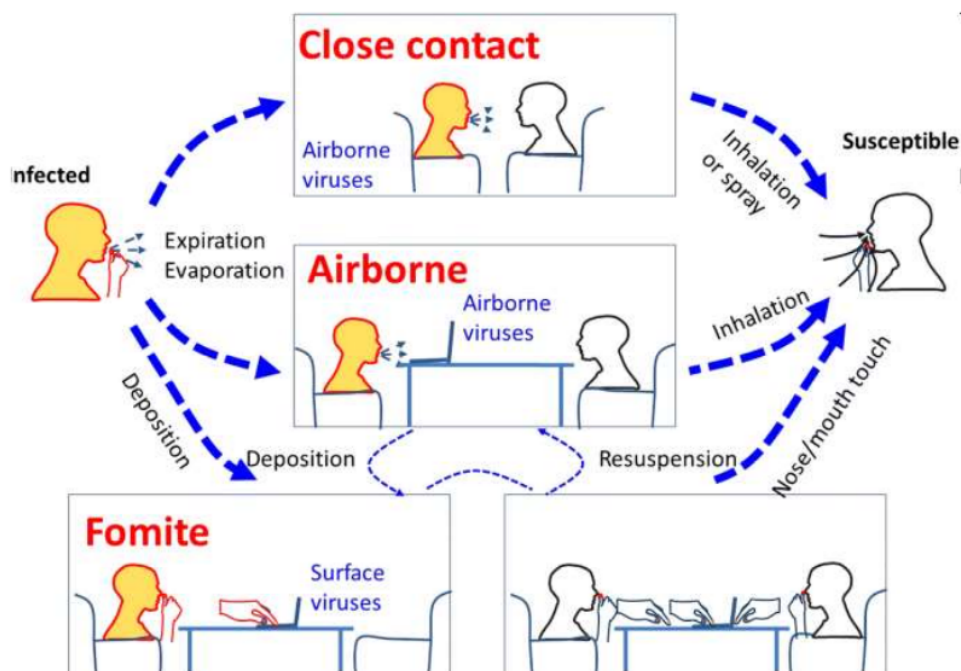 Close contact
Airborne
viruses
Inhalation
or spray
Susceptible
nfected
Expiration
Evaporation
Airborne
Airborne
viruses
Inhalation
Deposition
Deposition
Resuspension
Nose/mouth touch
Fomite
Surface
viruses